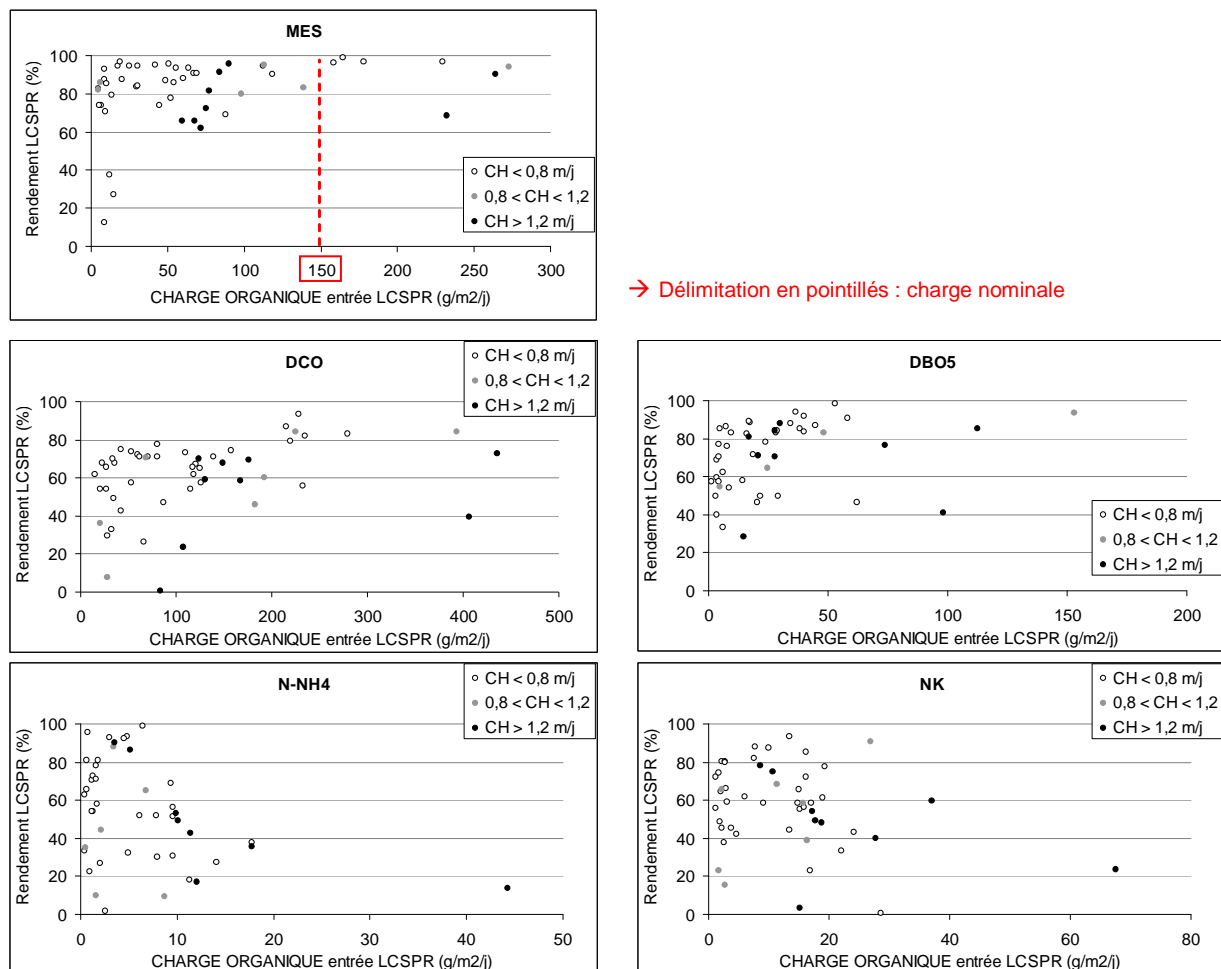 MES
Rendement LCSPR (%)
100
80
60
40
20
0
0 50 100 150 200 250 300
CHARGE ORGANIQUE entrée LCSPR (g/m2/j)
CH < 0,8 m/j
0,8 < CH < 1,2
CH > 1,2 m/j
→ Délimitation en pointillés : charge nominale
DCO
Rendement LCSPR (%)
100
80
60
40
20
0
0 100 200 300 400 500
CHARGE ORGANIQUE entrée LCSPR (g/m2/j)
CH < 0,8 m/j
0,8 < CH < 1,2
CH > 1,2 m/j
DBO5
Rendement LCSPR (%)
100
80
60
40
20
0
0 50 100 150 200
CHARGE ORGANIQUE entrée LCSPR (g/m2/j)
CH < 0,8 m/j
0,8 < CH < 1,2
CH > 1,2 m/j
N-NH4
Rendement LCSPR (%)
100
80
60
40
20
0
0 10 20 30 40 50
CHARGE ORGANIQUE entrée LCSPR (g/m2/j)
CH < 0,8 m/j
0,8 < CH < 1,2
CH > 1,2 m/j
NK
Rendement LCSPR (%)
100
80
60
40
20
0
0 20 40 60 80
CHARGE ORGANIQUE entrée LCSPR (g/m2/j)
CH < 0,8 m/j
0,8 < CH < 1,2
CH > 1,2 m/j